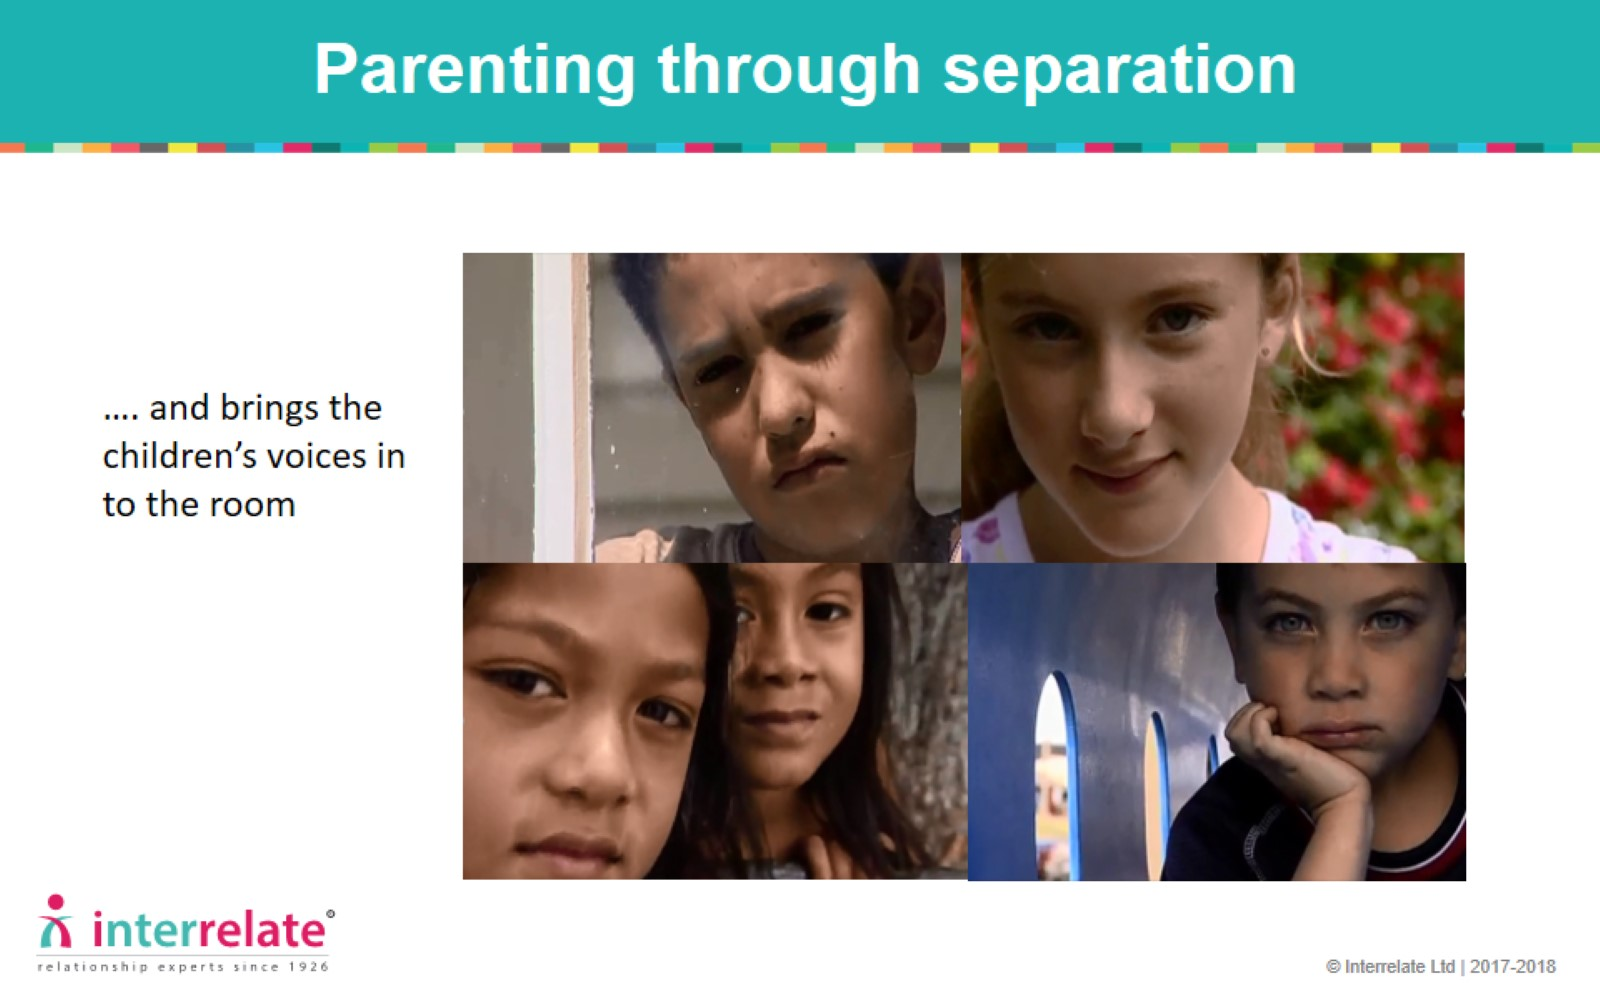 Parenting through separation
.... and brings the
children’s voices in
to the room
interrelate®
relationship experts since 1926
© Interrelate Ltd | 2017-2018